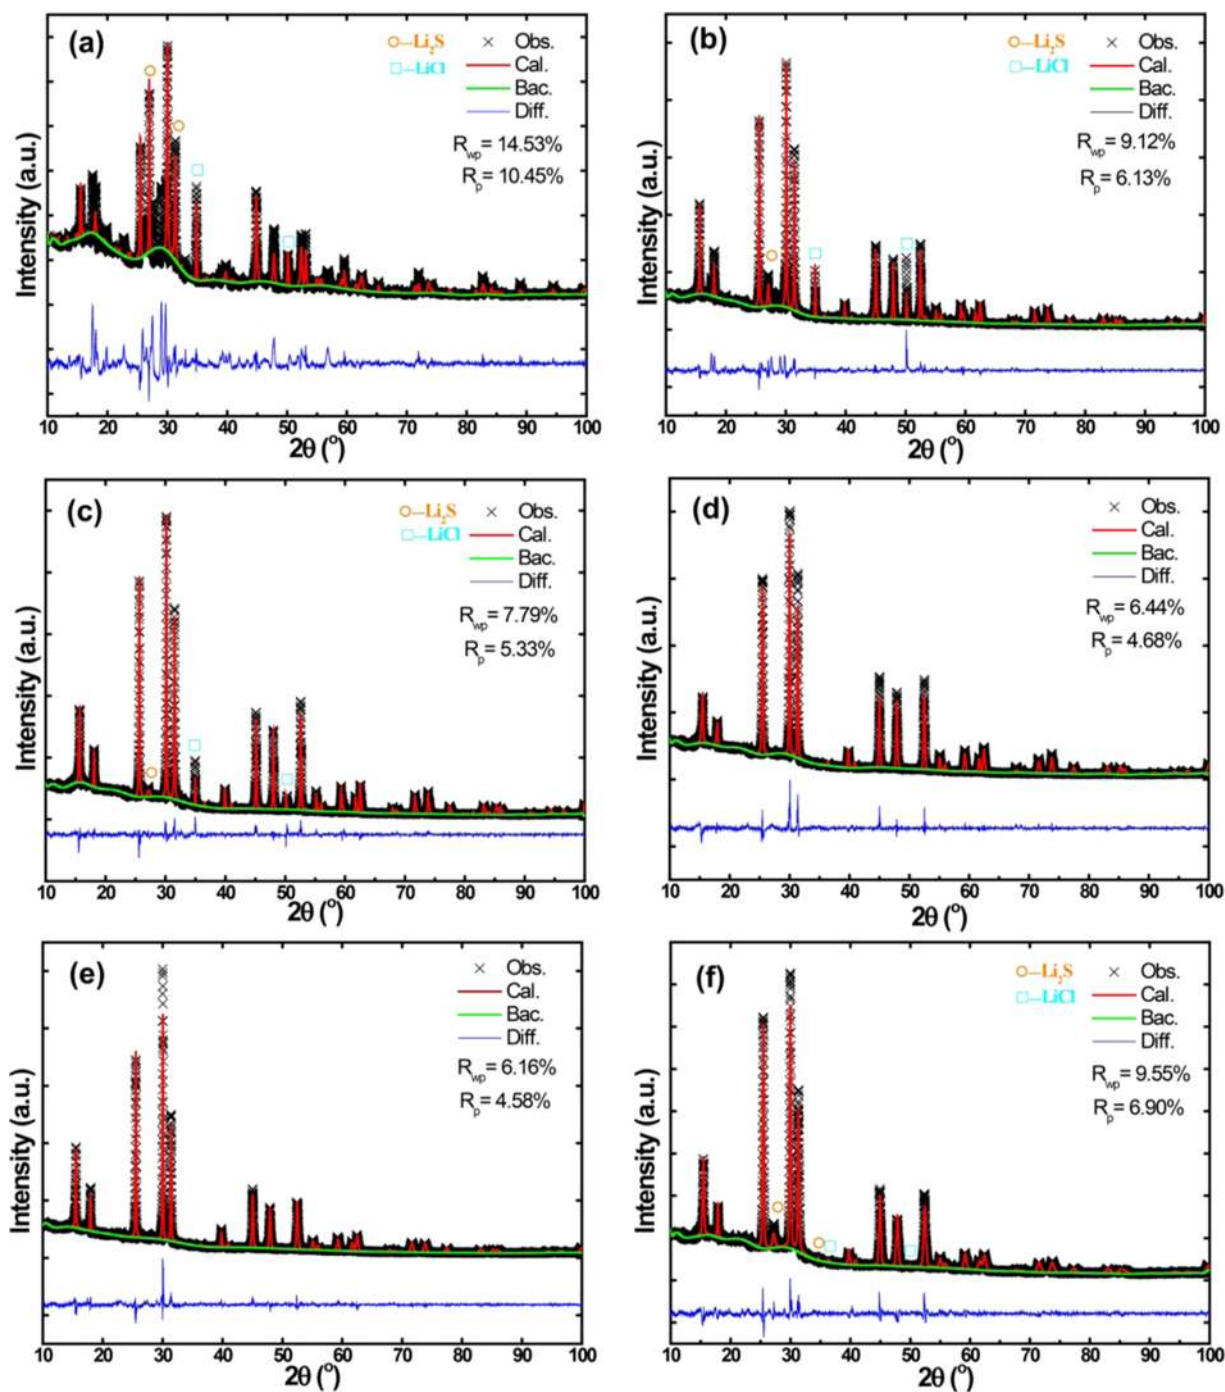 (a)
Li₂S
LiCl
Obs.
Cal.
Bac.
Diff.
Rwp = 14.53%
Rp = 10.45%
Intensity (a.u.)
10 20 30 40 50 60 70 80 90 100
2θ (°)
(b)
Li₂S
LiCl
Obs.
Cal.
Bac.
Diff.
Rwp = 9.12%
Rp = 6.13%
Intensity (a.u.)
10 20 30 40 50 60 70 80 90 100
2θ (°)
(c)
Li₂S
LiCl
Obs.
Cal.
Bac.
Diff.
Rwp = 7.79%
Rp = 5.33%
Intensity (a.u.)
10 20 30 40 50 60 70 80 90 100
2θ (°)
(d)
Obs.
Cal.
Bac.
Diff.
Rwp = 6.44%
Rp = 4.68%
Intensity (a.u.)
10 20 30 40 50 60 70 80 90 100
2θ (°)
(e)
Obs.
Cal.
Bac.
Diff.
Rwp = 6.16%
Rp = 4.58%
Intensity (a.u.)
10 20 30 40 50 60 70 80 90 100
2θ (°)
(f)
Li₂S
LiCl
Obs.
Cal.
Bac.
Diff.
Rwp = 9.55%
Rp = 6.90%
Intensity (a.u.)
10 20 30 40 50 60 70 80 90 100
2θ (°)